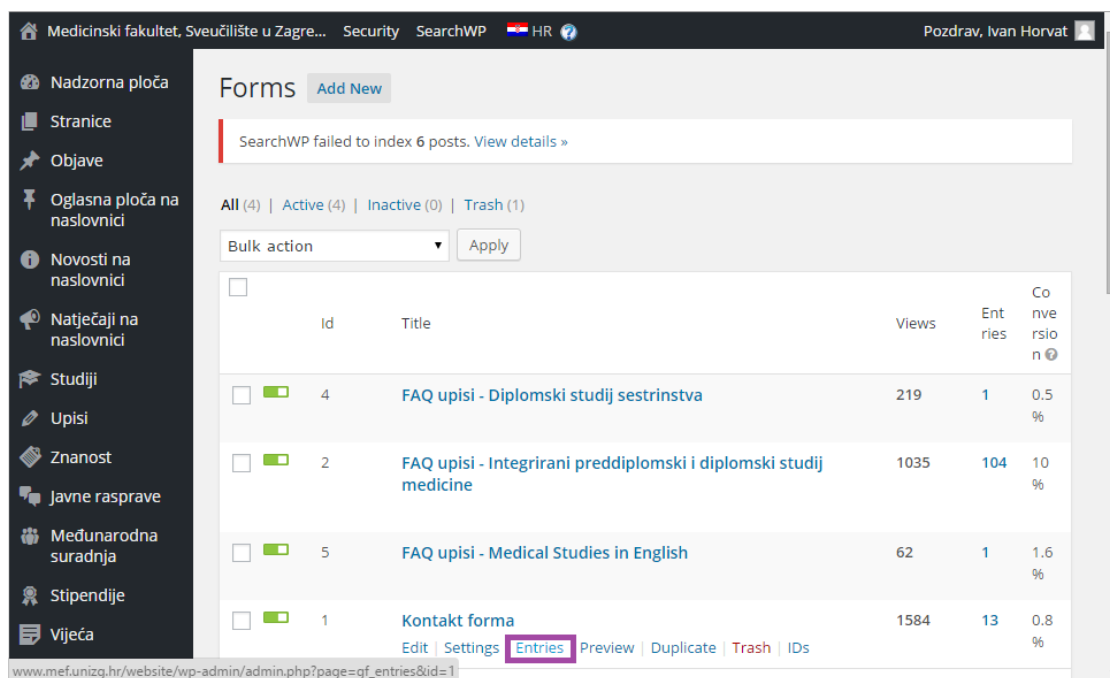 Medicinski fakultet, Sveučilište u Zagre... Security SearchWP HR Pozdrav, Ivan Horvat
Nadzorna ploča
Stranice
Objave
Oglasna ploča na
naslovnici
Novosti na
naslovnici
Natječaji na
naslovnici
Studiji
Upisi
Znanost
Javne rasprave
Međunarodna
suradnja
Stipendije
Vijeća
Forms Add New
SearchWP failed to index 6 posts. View details »
All (4) | Active (4) | Inactive (0) | Trash (1)
Bulk action Apply
Id Title Views Ent
ries Co
nve
rsio
n
4 FAQ upisi - Diplomski studij sestrinstva 219 1 0.5
%
2 FAQ upisi - Integrirani preddiplomski i diplomski studij 1035 104 10
medicine %
5 FAQ upisi - Medical Studies in English 62 1 1.6
%
1 Kontakt forma 1584 13 0.8
Edit | Settings | Entries | Preview | Duplicate | Trash | IDs %
www.mef.unizg.hr/website/wp-admin/admin.php?page=gf_entries&id=1